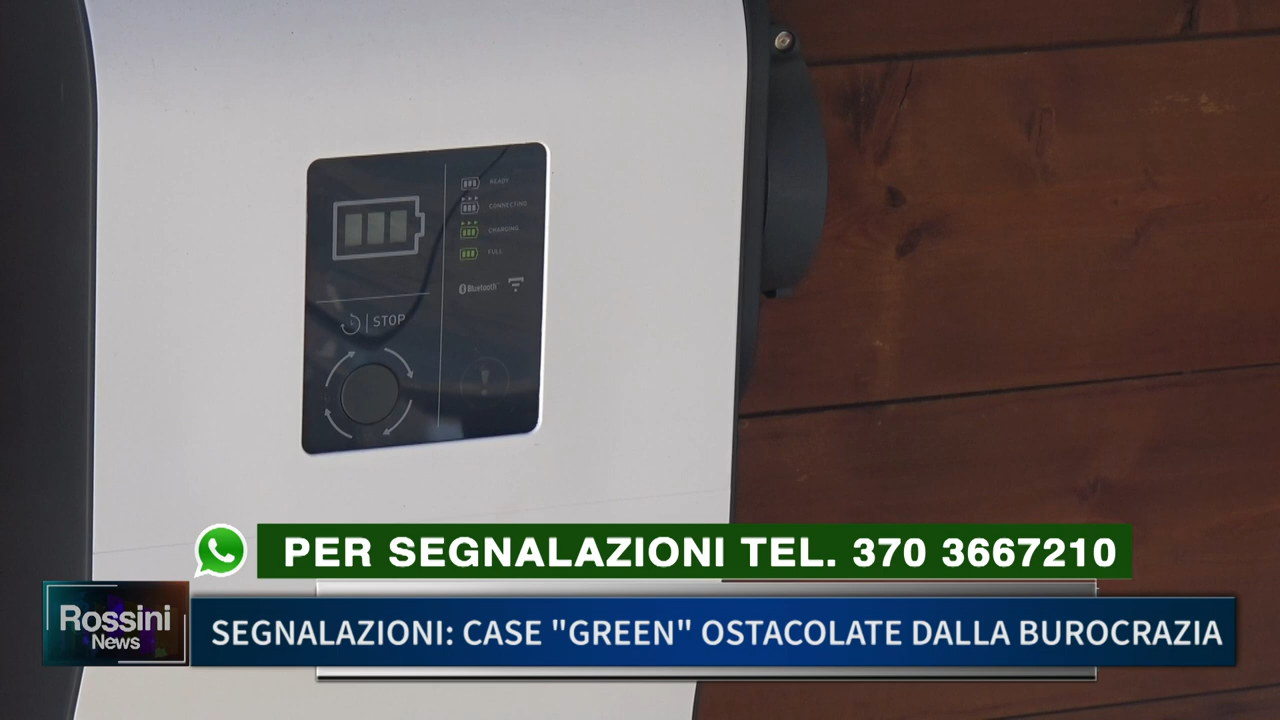 READY
CONNECTING
CHARGING
FULL
Bluetooth
STOP
!
PER SEGNALAZIONI TEL. 370 3667210
Rossini
News
SEGNALAZIONI: CASE "GREEN" OSTACOLATE DALLA BUROCRAZIA